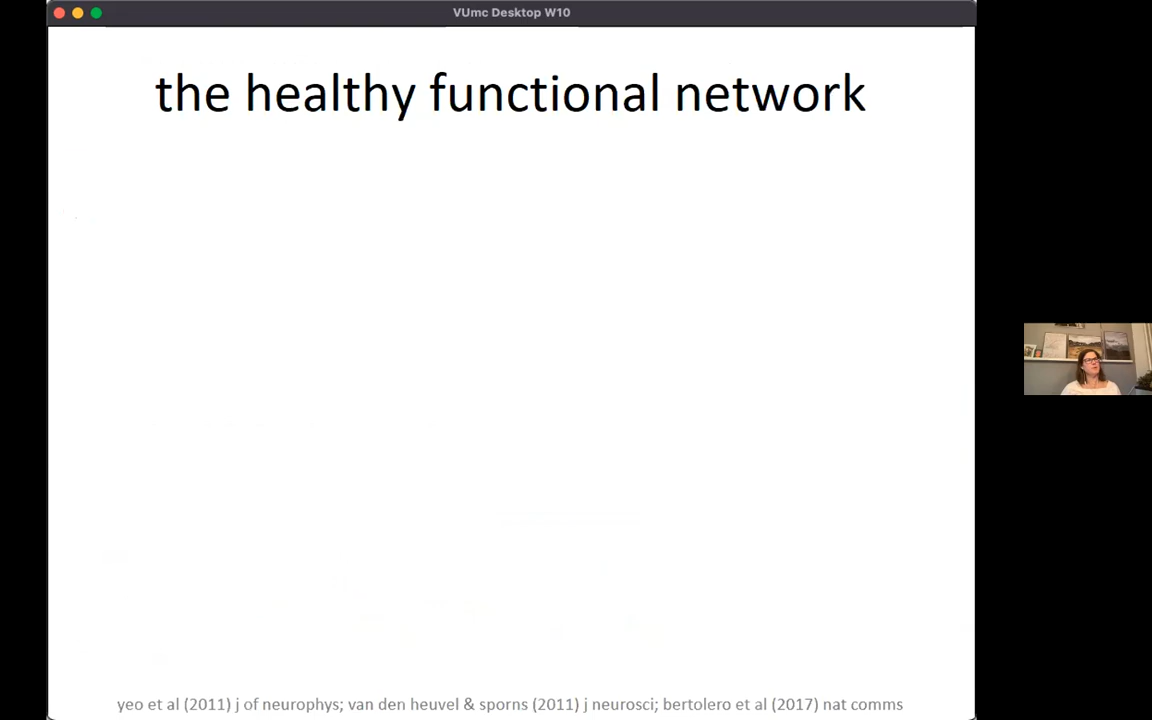 VUmc Desktop W10
the healthy functional network
yeo et al (2011) j of neurophys; van den heuvel & sporns (2011) j neurosci; bertolero et al (2017) nat comms